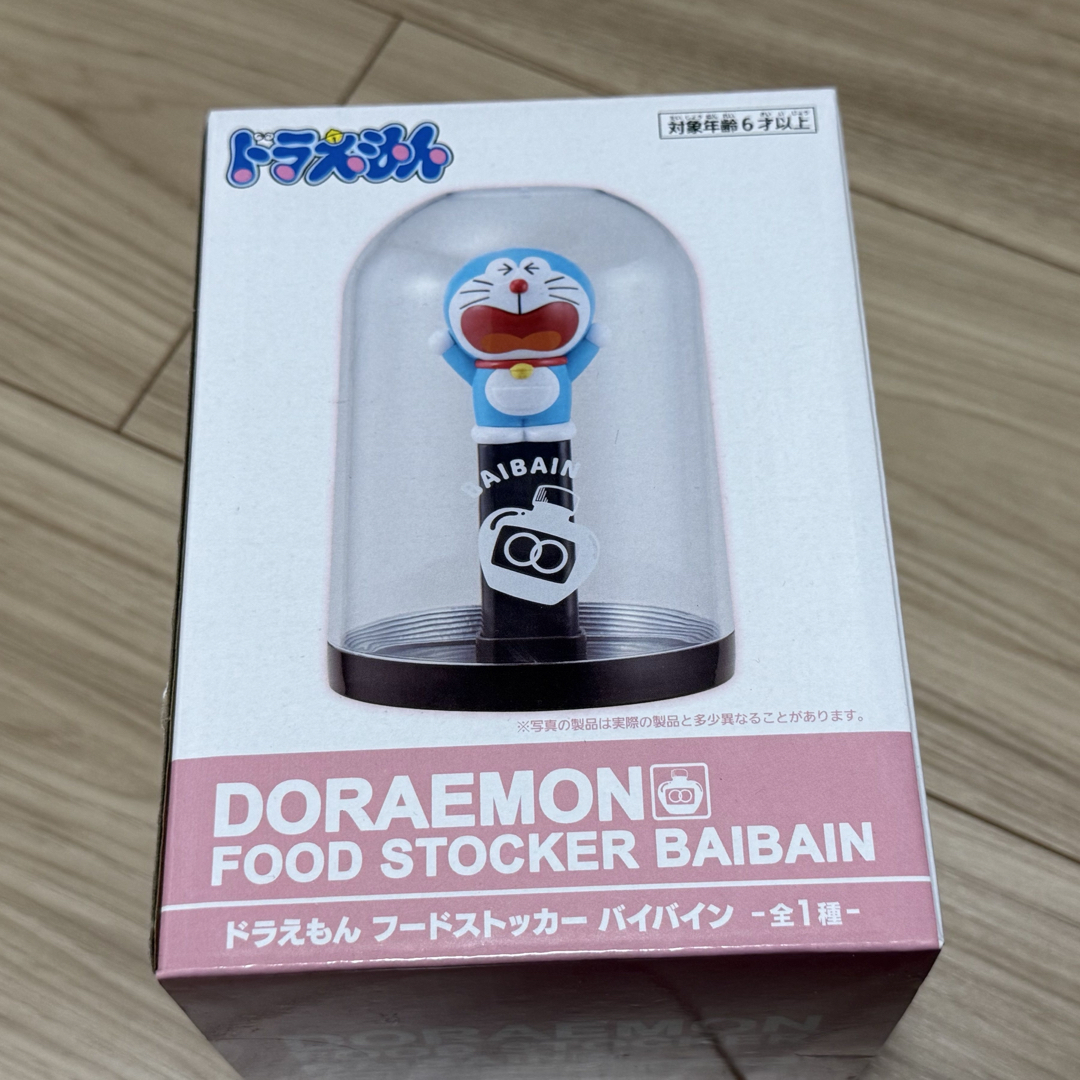 ドラえもん
対象年齢6才以上
BAIBAIN
※写真の製品は実際の製品と多少異なることがあります。
DORAEMON
FOOD STOCKER BAIBAIN
ドラえもん フードストッカー バイバイン -全1種-
DORAEMON